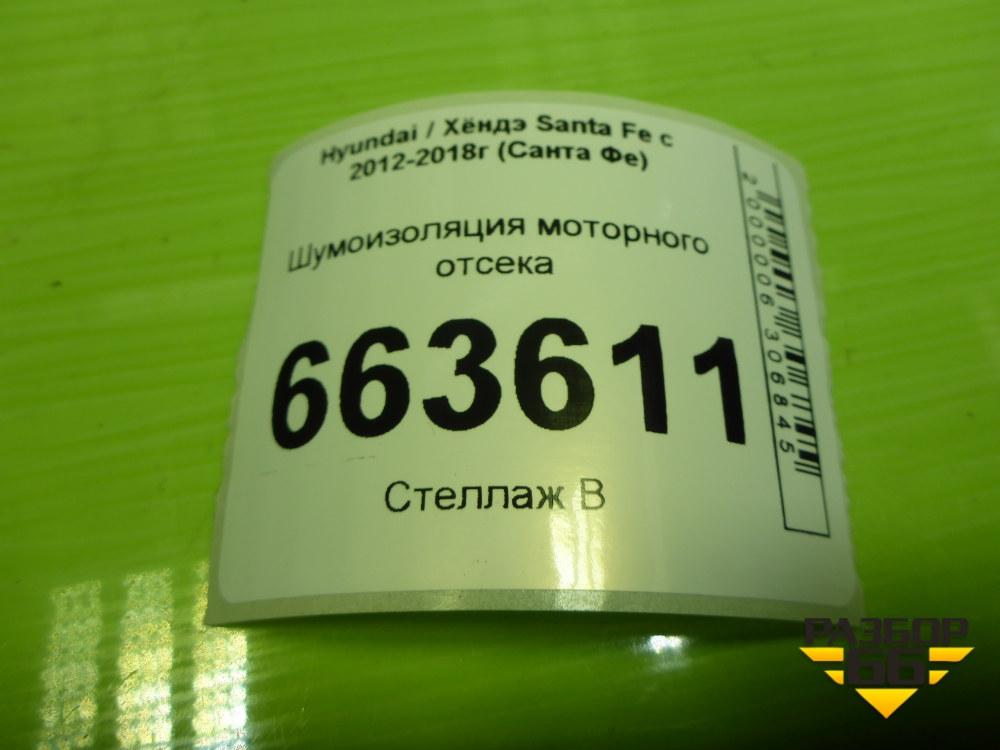 Hyundai / Хёндэ Santa Fe с
2012-2018г (Санта Фе)
Шумоизоляция моторного
отсека
663611
Стеллаж В
2000006306845
РАЗБОР
66